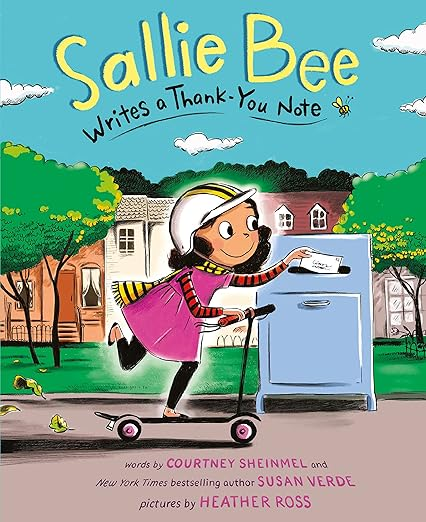 Sallie Bee
Writes a Thank-You Note
words by COURTNEY SHEINMEL and
New York Times bestselling author SUSAN VERDE
pictures by HEATHER ROSS